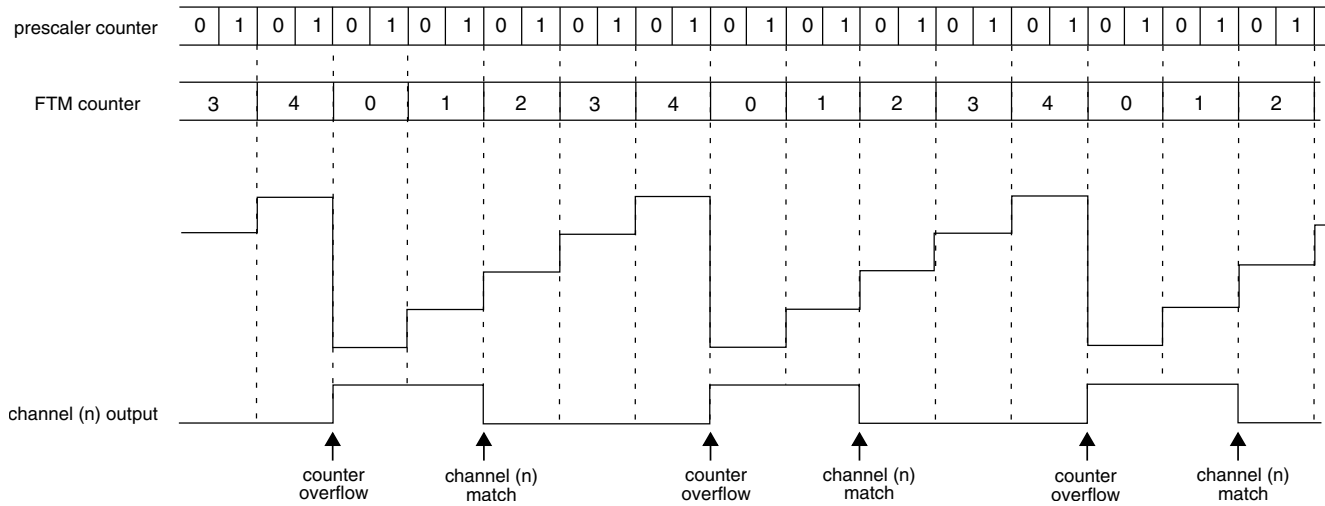 prescaler counter 0 1 0 1 0 1 0 1 0 1 0 1 0 1 0 1 0 1 0 1 0 1 0 1 0 1 0 1 0 1
FTM counter 3 4 0 1 2 3 4 0 1 2 3 4 0 1 2
channel (n) output
counter overflow
channel (n) match
counter overflow
channel (n) match
counter overflow
channel (n) match